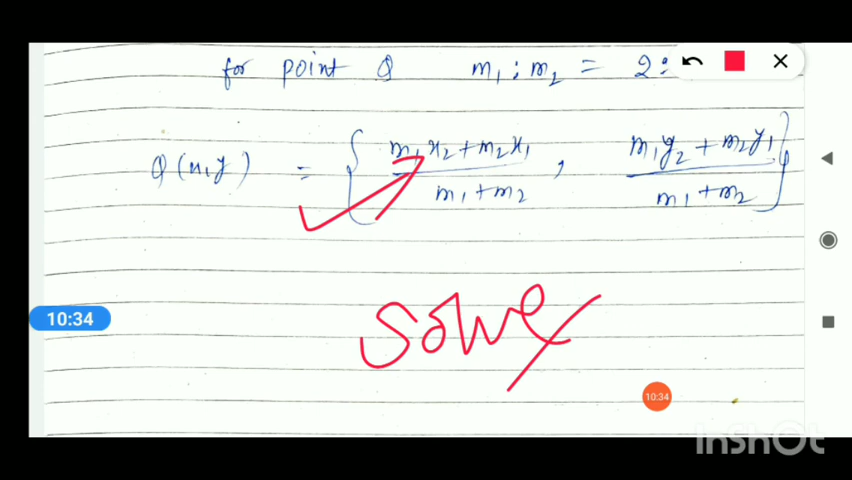 for point Q m₁ : m₂ = 2:
Q(x,y) = { m₁x₂ + m₂x₁ / m₁ + m₂ , m₁y₂ + m₂y₁ / m₁ + m₂ }
Solve
10:34
10:34
InShOt